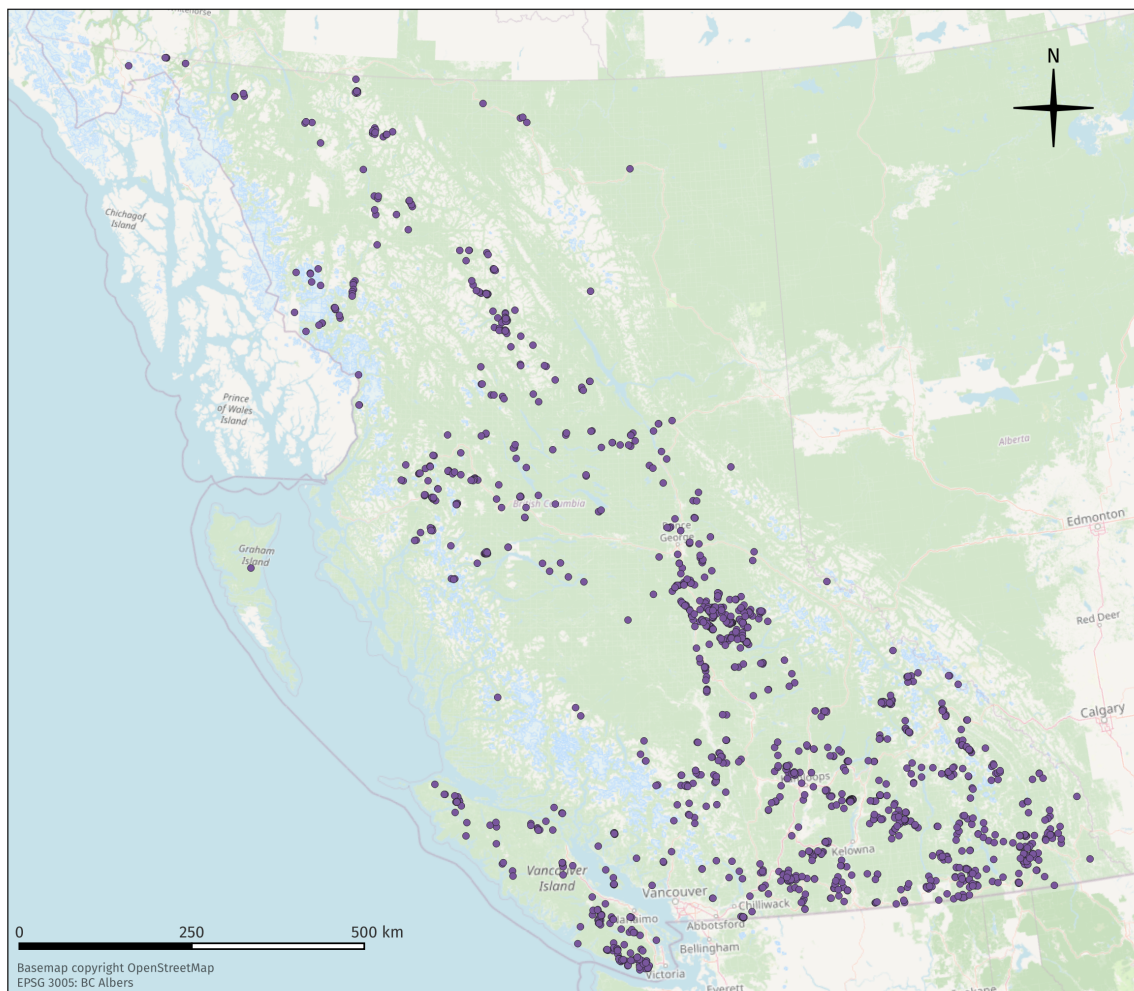 N
Chichagof
Island
Prince
of Wales
Island
Alberta
Edmonton
British Columbia
Prince
George
Graham
Island
Red Deer
Calgary
Kamloops
Kelowna
Vancouver
Island
Vancouver
Chilliwack
Nanaimo
Abbotsford
Bellingham
Victoria
Everett
Spokane
0 250 500 km
Basemap copyright OpenStreetMap
EPSG 3005: BC Albers